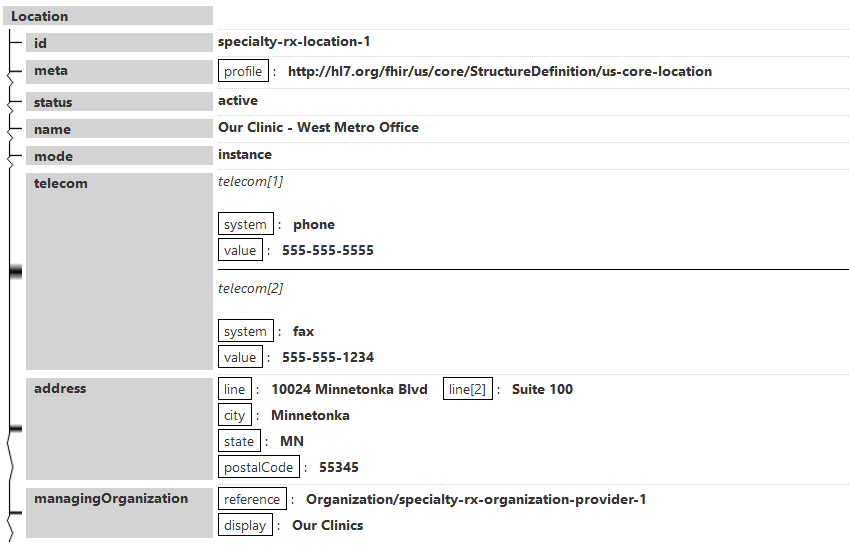 Location
id specialty-rx-location-1
meta profile : http://hl7.org/fhir/us/core/StructureDefinition/us-core-location
status active
name Our Clinic - West Metro Office
mode instance
telecom telecom[1]
system : phone
value : 555-555-5555
telecom[2]
system : fax
value : 555-555-1234
address line : 10024 Minnetonka Blvd line[2] : Suite 100
city : Minnetonka
state : MN
postalCode : 55345
managingOrganization reference : Organization/specialty-rx-organization-provider-1
display : Our Clinics